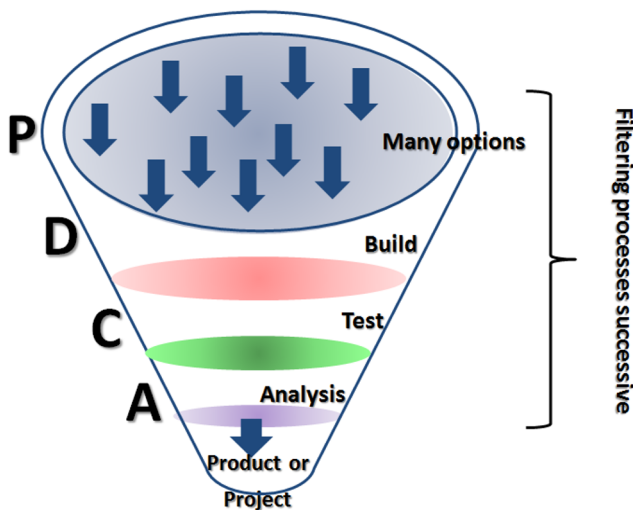 P
Many options
D
Build
C
Test
A
Analysis
Product or
Project
Filtering processes successive